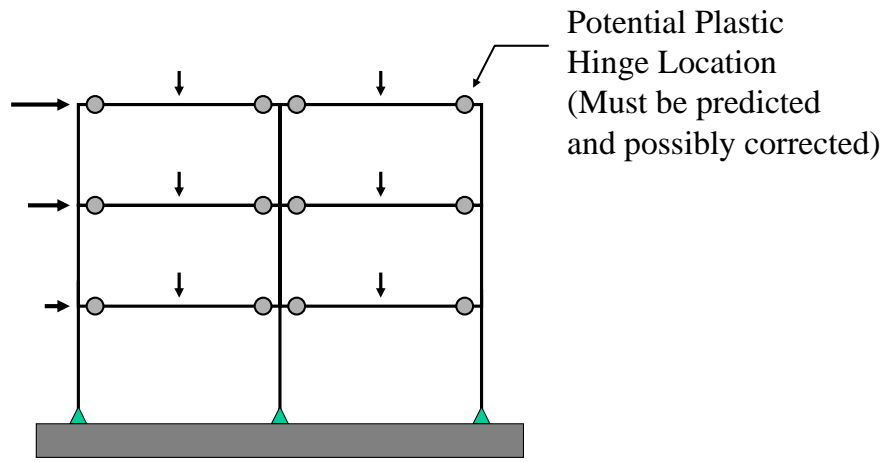 Potential Plastic
Hinge Location
(Must be predicted
and possibly corrected)